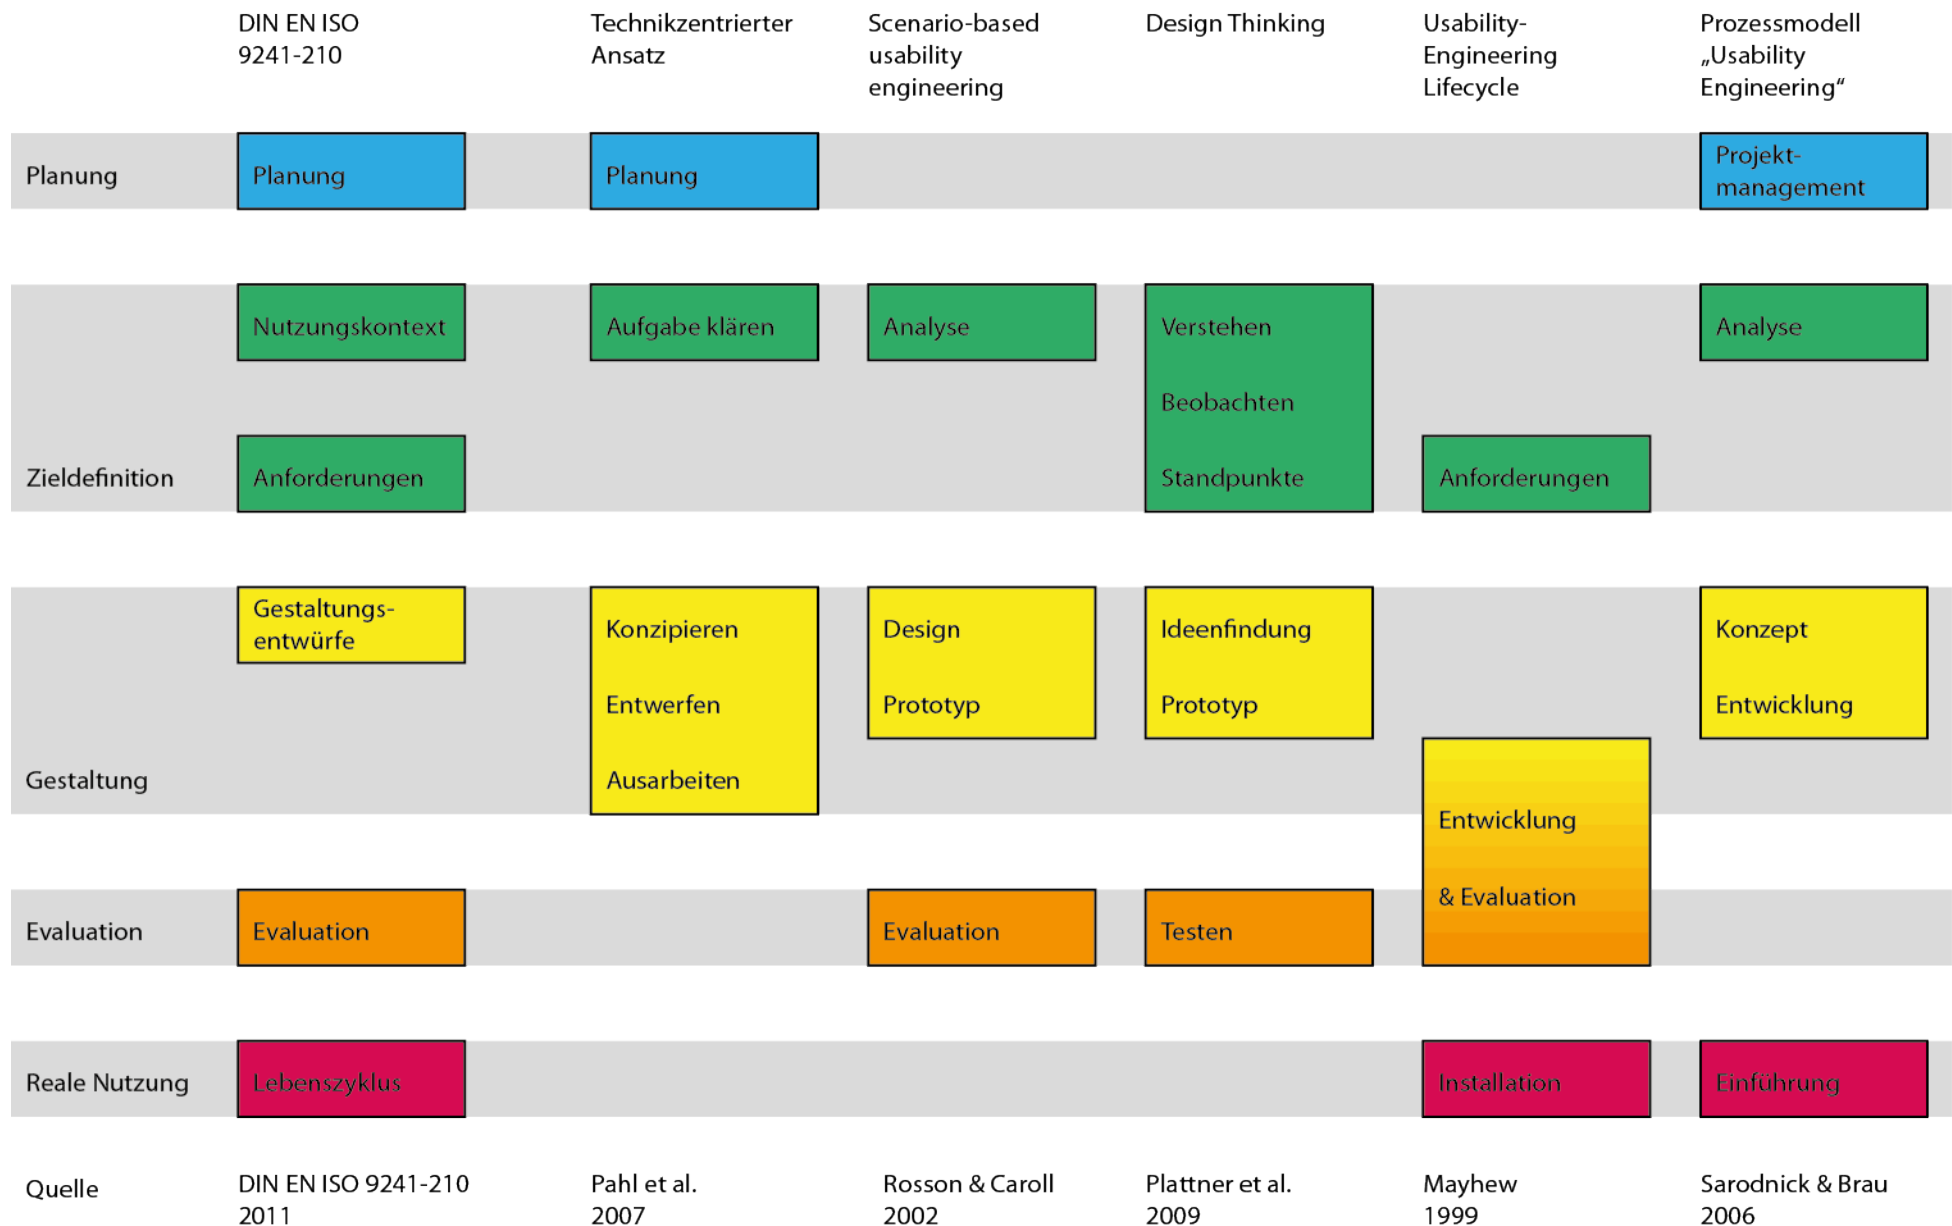 DIN EN ISO
9241-210
Technikzentrierter
Ansatz
Scenario-based
usability
engineering
Design Thinking
Usability-
Engineering
Lifecycle
Prozessmodell
„Usability
Engineering“
Planung
Planung
Planung
Projekt-
management
Nutzungskontext
Aufgabe klären
Analyse
Verstehen
Analyse
Beobachten
Zieldefinition
Anforderungen
Standpunkte
Anforderungen
Gestaltungs-
entwürfe
Konzipieren
Design
Ideenfindung
Konzept
Entwerfen
Prototyp
Prototyp
Entwicklung
Gestaltung
Ausarbeiten
Entwicklung
& Evaluation
Evaluation
Evaluation
Evaluation
Testen
Reale Nutzung
Lebenszyklus
Installation
Einführung
Quelle
DIN EN ISO 9241-210
2011
Pahl et al.
2007
Rosson & Caroll
2002
Plattner et al.
2009
Mayhew
1999
Sarodnick & Brau
2006